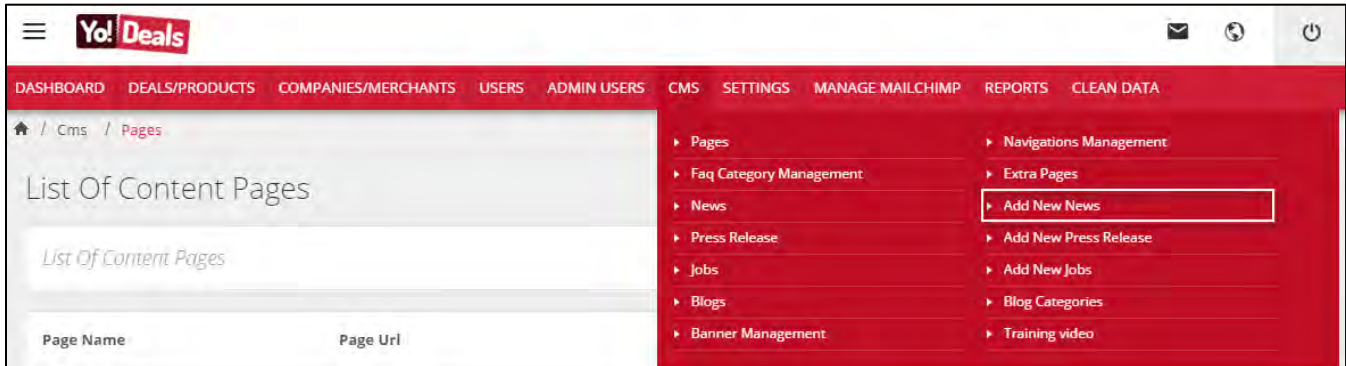 Yo! Deals
DASHBOARD DEALS/PRODUCTS COMPANIES/MERCHANTS USERS ADMIN USERS CMS SETTINGS MANAGE MAILCHIMP REPORTS CLEAN DATA
/ Cms / Pages
List Of Content Pages
List Of Content Pages
Page Name Page Url
Pages Navigations Management
Faq Category Management Extra Pages
News Add New News
Press Release Add New Press Release
Jobs Add New Jobs
Blogs Blog Categories
Banner Management Training video